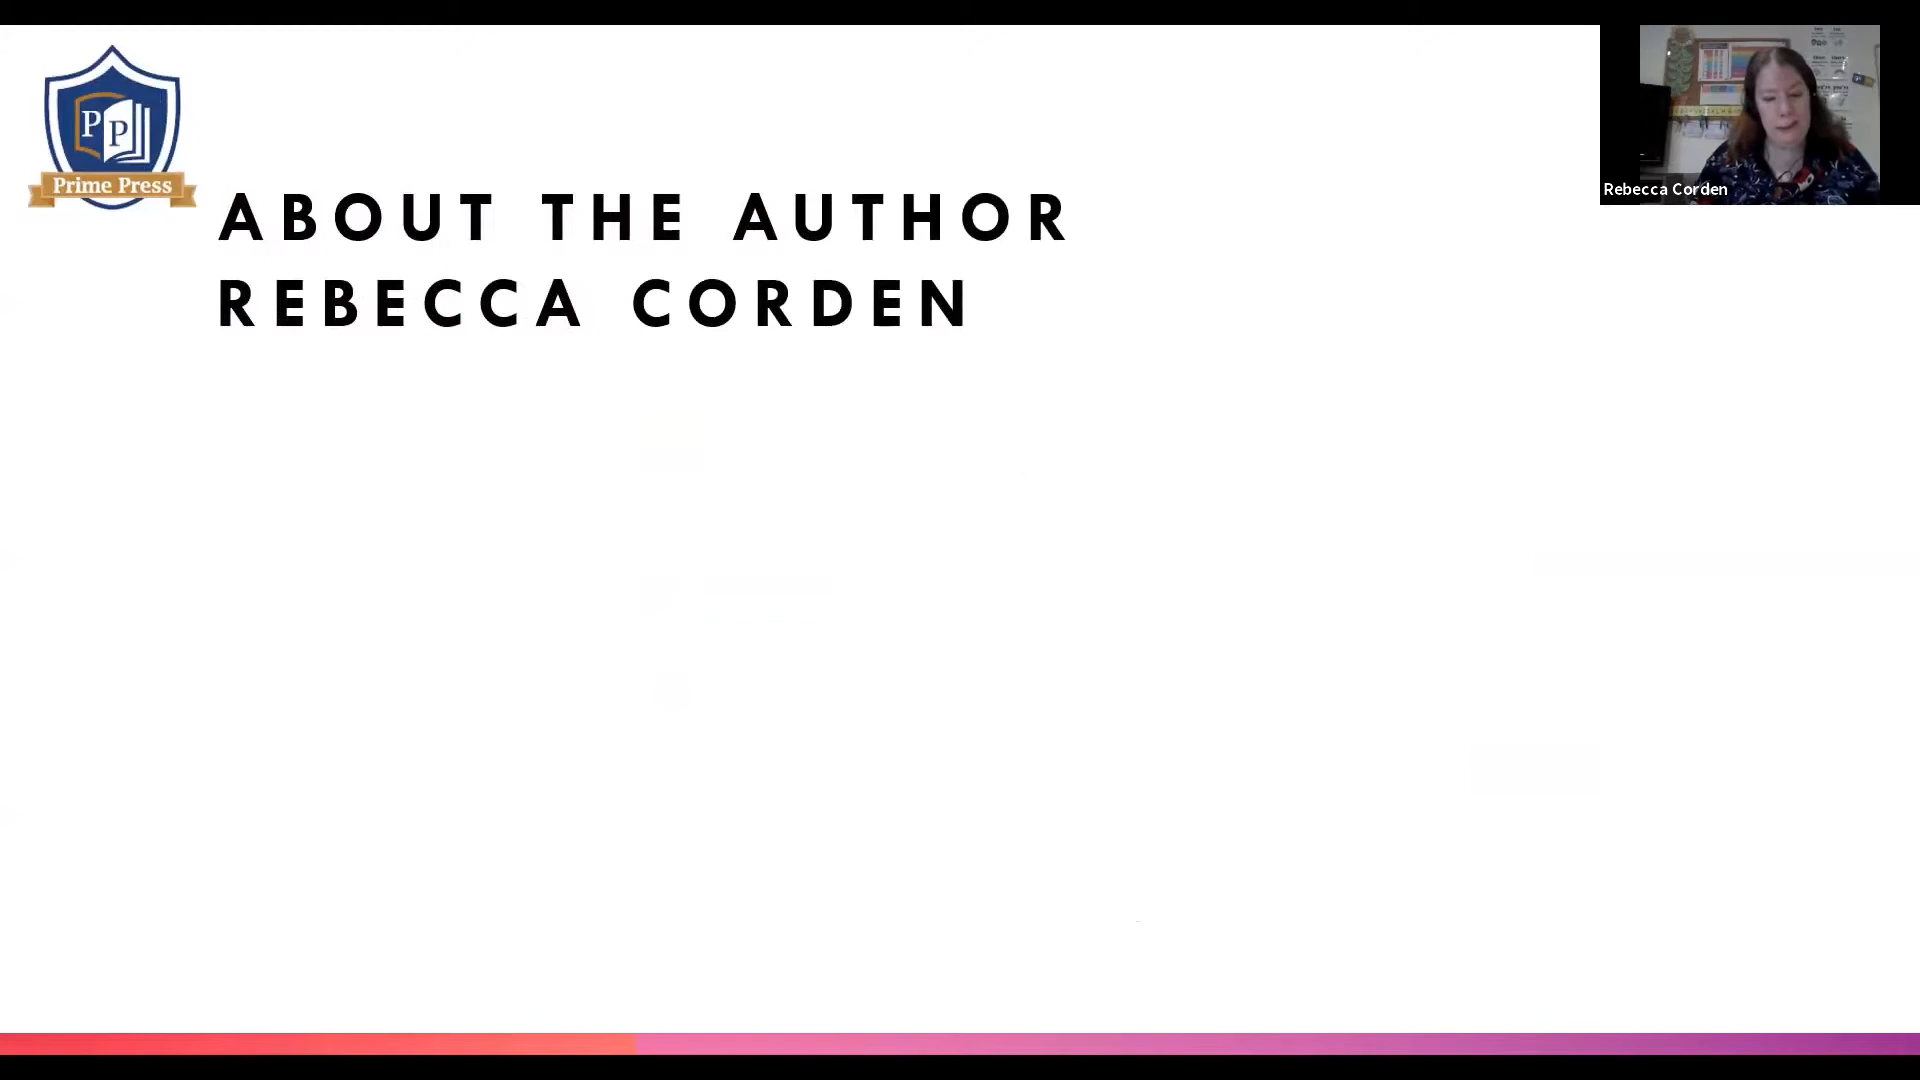 P P
Prime Press
ABOUT THE AUTHOR
REBECCA CORDEN
Rebecca Corden